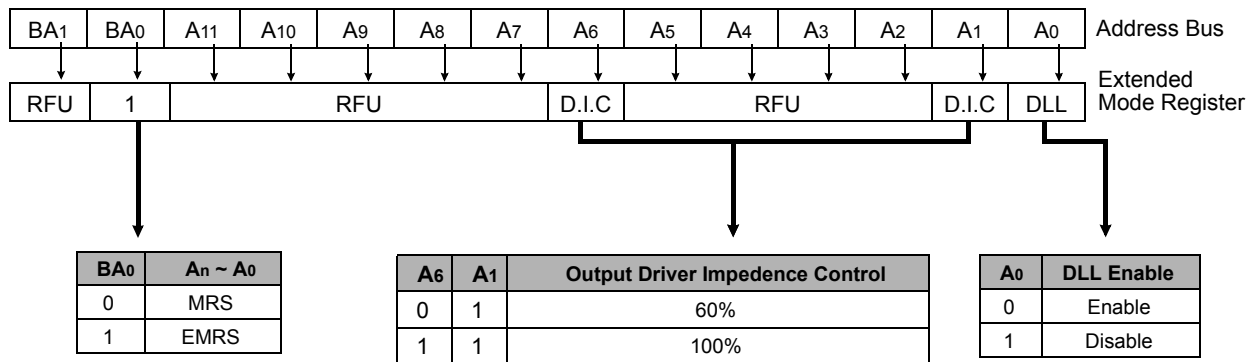 BA1 BA0 A11 A10 A9 A8 A7 A6 A5 A4 A3 A2 A1 A0 Address Bus
RFU 1 RFU D.I.C RFU D.I.C DLL Extended
Mode Register
BA0 An ~ A0
0 MRS
1 EMRS
A6 A1 Output Driver Impedence Control
0 1 60%
1 1 100%
A0 DLL Enable
0 Enable
1 Disable